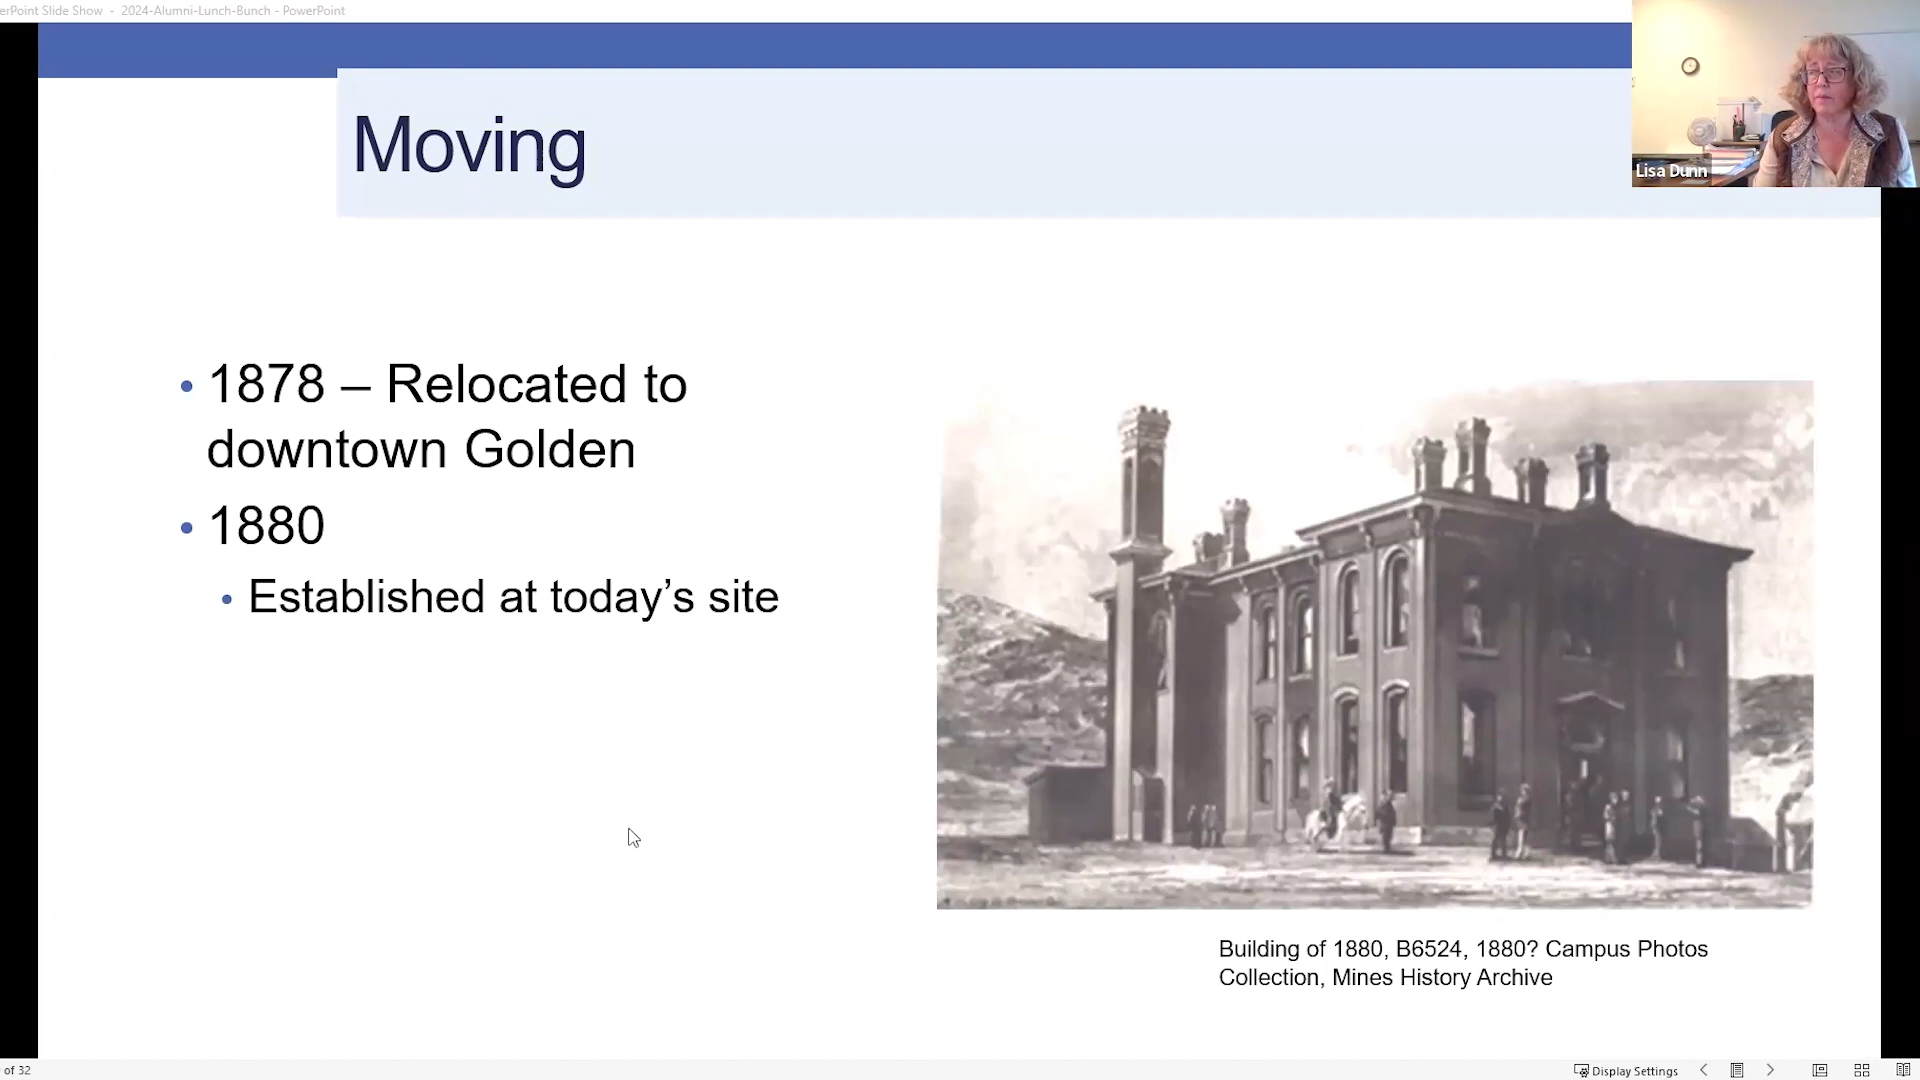 erPoint Slide Show - 2024-Alumni-Lunch-Bunch - PowerPoint
Lisa Dunn
Moving
• 1878 – Relocated to
downtown Golden
• 1880
• Established at today’s site
Building of 1880, B6524, 1880? Campus Photos
Collection, Mines History Archive
of 32
Display Settings